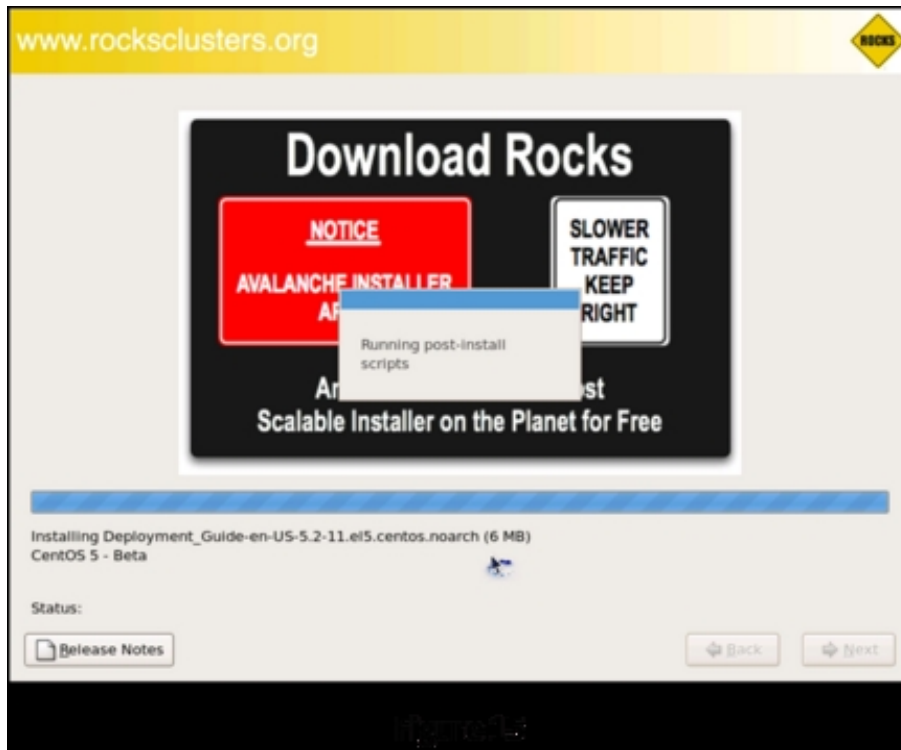 www.rocksclusters.org
ROCKS
Download Rocks
NOTICE
AVALANCHE INSTALLER
SLOWER
TRAFFIC
KEEP
RIGHT
Running post-install
scripts
Scalable Installer on the Planet for Free
Installing Deployment_Guide-en-US-5.2-11.el5.centos.noarch (6 MB)
CentOS 5 - Beta
Status:
Release Notes
Back
Next